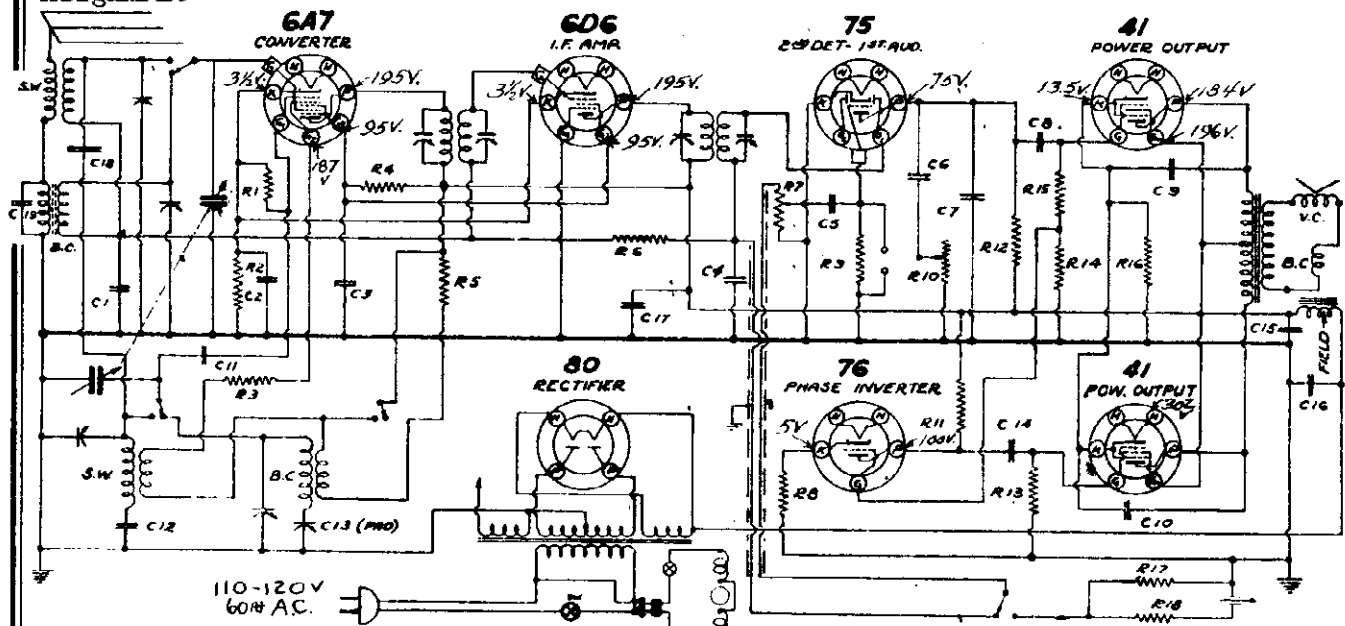 6A7
CONVERTER
6D6
I.F. AMP.
75
2ND DET- 1ST. AUD.
41
POWER OUTPUT
S.W.
3½V
195V.
95V.
187
V
3½V
195V.
95V.
75V.
13.5V
184V
196V.
C18
C19
B.C.
C1
R1
R2
C2
R4
C3
R5
R6
C4
C17
R7
C5
R9
C6
R10
C7
R12
C8
R15
R14
R16
C9
V.C.
B.C
C15
FIELD
C16
C11
R3
80
RECTIFIER
76
PHASE INVERTER
5V
R11
100V.
C14
41
POW. OUTPUT
S.W.
B.C
C12
C13 (PAD)
R8
R13
C10
R17
R18
110-120V
60~ A.C.